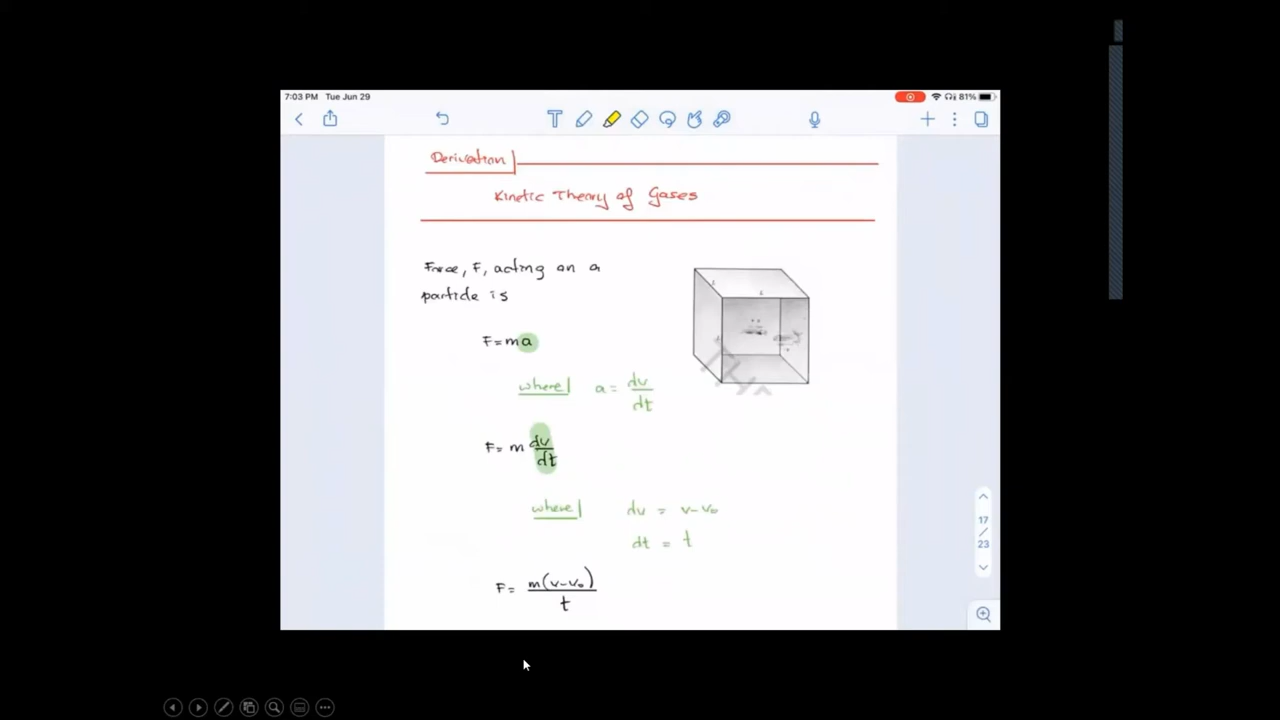 7:03 PM Tue Jun 29
81%
Derivation
Kinetic Theory of Gases
Force, F, acting on a
particle is
F = ma
where a = dv/dt
F = m dv/dt
where dv = v-v₀
dt = t
F = m(v-v₀)/t
17
/
23